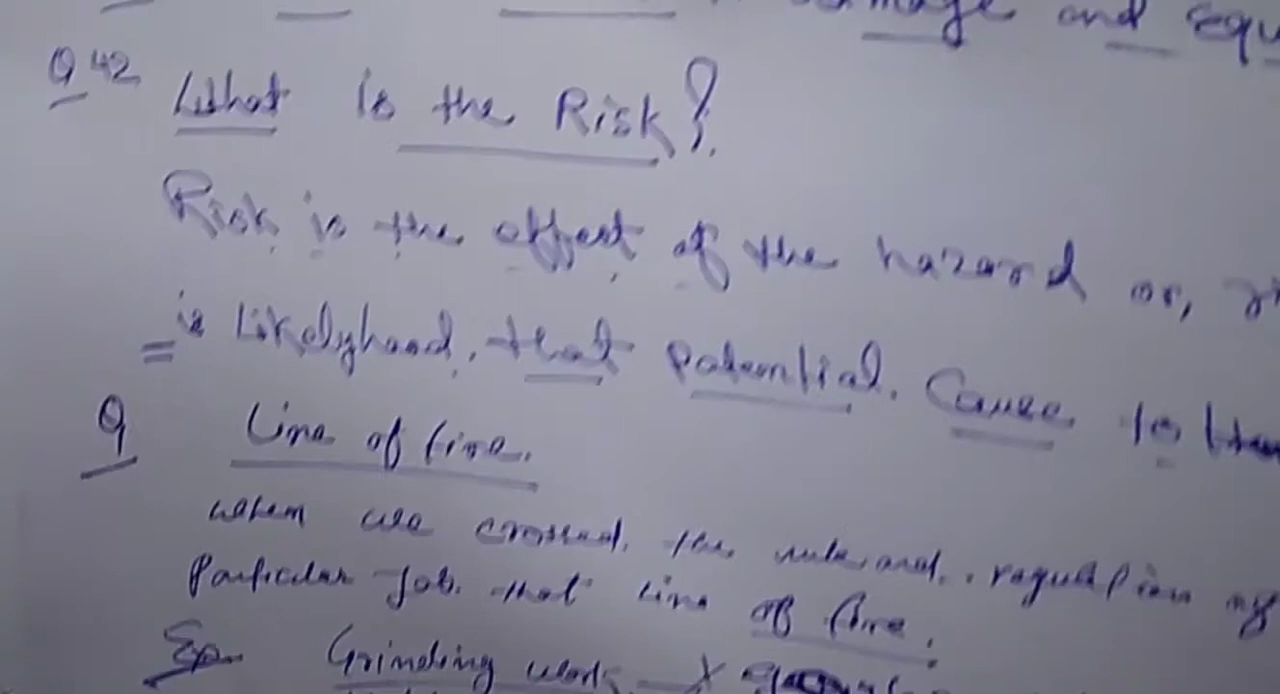 damage and Equ
Q 42 What is the Risk?
Risk is the effect of the hazard or,
= is Likelyhood, that Potential. Cause to
Q Line of fire.
when we crossed, the rule, and, regulation of
Particular Job. that line of fire.
Ex Grinding work X